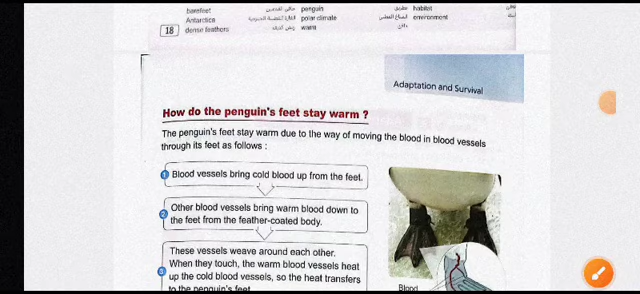 barefeet penguin habitat
Antarctica polar climate environment
18 dense feathers warm
Adaptation and Survival
How do the penguin's feet stay warm ?
The penguin's feet stay warm due to the way of moving the blood in blood vessels
through its feet as follows :
1 Blood vessels bring cold blood up from the feet.
2 Other blood vessels bring warm blood down to
the feet from the feather-coated body.
3 These vessels weave around each other.
When they touch, the warm blood vessels heat
up the cold blood vessels, so the heat transfers
to the penguin's feet
Blood